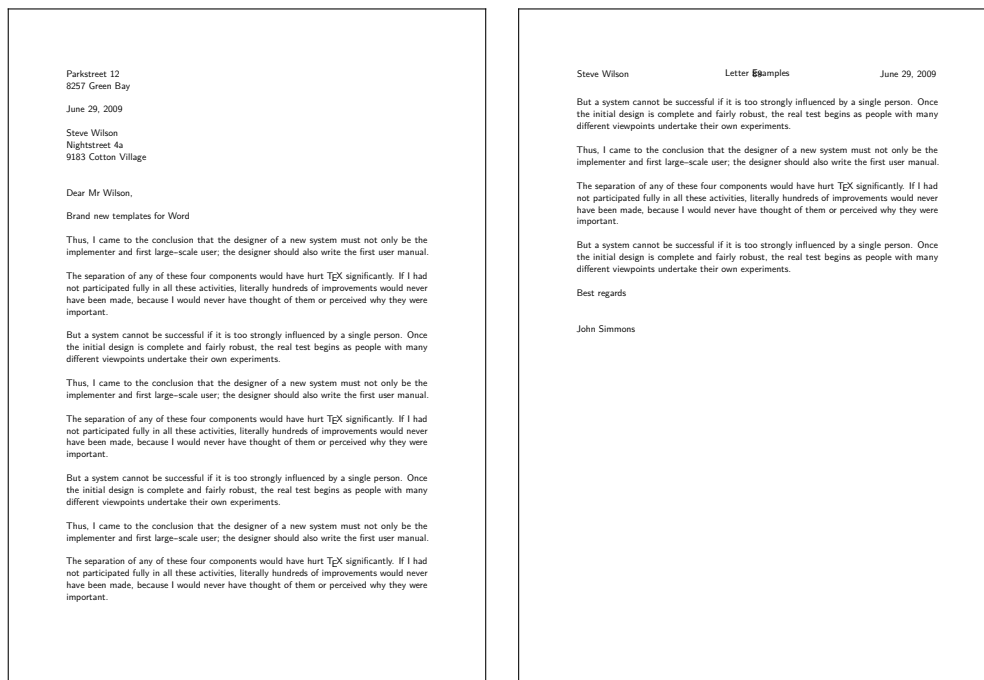 Parkstreet 12
8257 Green Bay
June 29, 2009
Steve Wilson
Nightstreet 4a
9183 Cotton Village
Dear Mr Wilson,
Brand new templates for Word
Thus, I came to the conclusion that the designer of a new system must not only be the
implementer and first large–scale user; the designer should also write the first user manual.
The separation of any of these four components would have hurt TEX significantly. If I had
not participated fully in all these activities, literally hundreds of improvements would never
have been made, because I would never have thought of them or perceived why they were
important.
But a system cannot be successful if it is too strongly influenced by a single person. Once
the initial design is complete and fairly robust, the real test begins as people with many
different viewpoints undertake their own experiments.
Thus, I came to the conclusion that the designer of a new system must not only be the
implementer and first large–scale user; the designer should also write the first user manual.
The separation of any of these four components would have hurt TEX significantly. If I had
not participated fully in all these activities, literally hundreds of improvements would never
have been made, because I would never have thought of them or perceived why they were
important.
But a system cannot be successful if it is too strongly influenced by a single person. Once
the initial design is complete and fairly robust, the real test begins as people with many
different viewpoints undertake their own experiments.
Thus, I came to the conclusion that the designer of a new system must not only be the
implementer and first large–scale user; the designer should also write the first user manual.
The separation of any of these four components would have hurt TEX significantly. If I had
not participated fully in all these activities, literally hundreds of improvements would never
have been made, because I would never have thought of them or perceived why they were
important.
Steve Wilson Letter Examples June 29, 2009
But a system cannot be successful if it is too strongly influenced by a single person. Once
the initial design is complete and fairly robust, the real test begins as people with many
different viewpoints undertake their own experiments.
Thus, I came to the conclusion that the designer of a new system must not only be the
implementer and first large–scale user; the designer should also write the first user manual.
The separation of any of these four components would have hurt TEX significantly. If I had
not participated fully in all these activities, literally hundreds of improvements would never
have been made, because I would never have thought of them or perceived why they were
important.
But a system cannot be successful if it is too strongly influenced by a single person. Once
the initial design is complete and fairly robust, the real test begins as people with many
different viewpoints undertake their own experiments.
Best regards
John Simmons